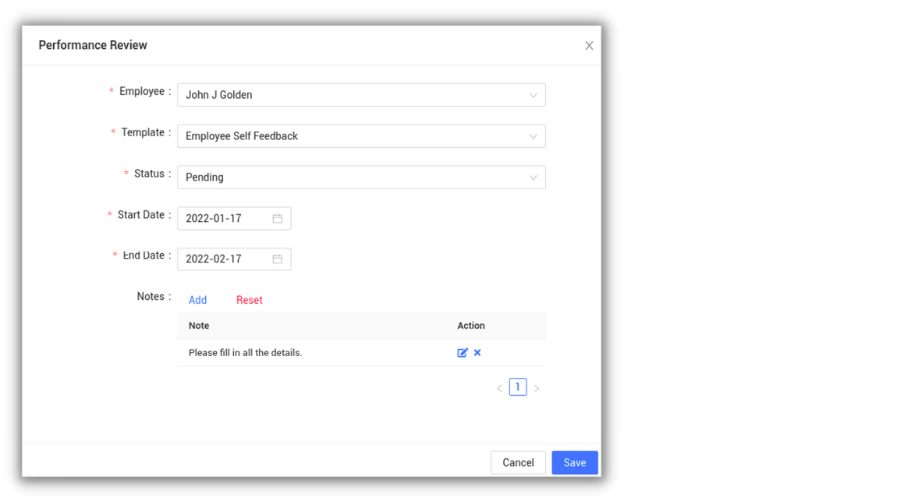 Performance Review
* Employee :
John J Golden
* Template :
Employee Self Feedback
* Status :
Pending
* Start Date :
2022-01-17
* End Date :
2022-02-17
Notes :
Add Reset
Note Action
Please fill in all the details.
< 1 >
Cancel Save